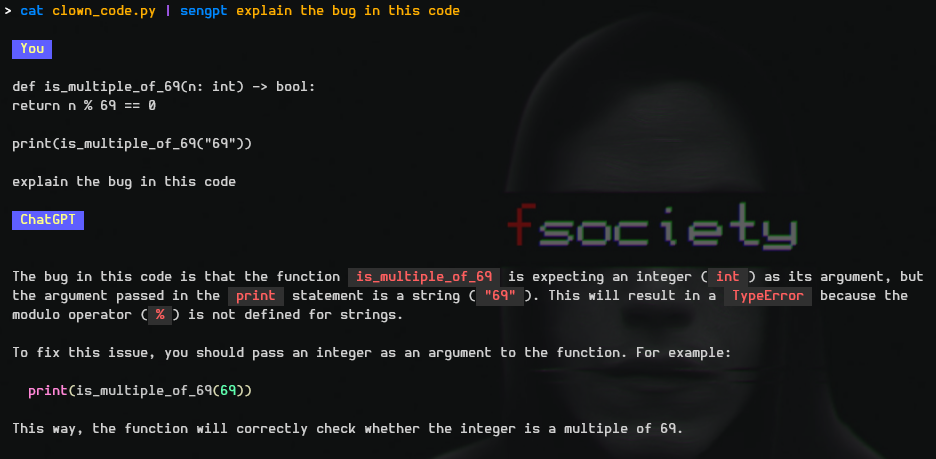 > cat clown_code.py | sengpt explain the bug in this code
You
def is_multiple_of_69(n: int) -> bool:
return n % 69 == 0
print(is_multiple_of_69("69"))
explain the bug in this code
ChatGPT
fsociety
The bug in this code is that the function is_multiple_of_69 is expecting an integer ( int ) as its argument, but
the argument passed in the print statement is a string ( "69" ). This will result in a TypeError because the
modulo operator ( % ) is not defined for strings.
To fix this issue, you should pass an integer as an argument to the function. For example:
print(is_multiple_of_69(69))
This way, the function will correctly check whether the integer is a multiple of 69.